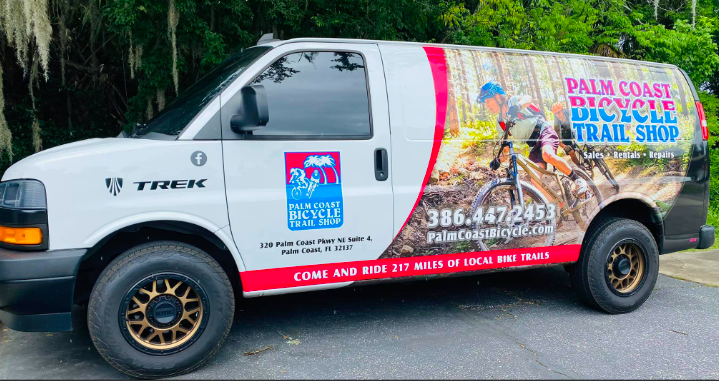 PALM COAST
BICYCLE
TRAIL SHOP
Sales • Rentals • Repairs
TREK
PALM COAST
BICYCLE
TRAIL SHOP
320 Palm Coast Pkwy NE Suite 4,
Palm Coast, FL 32137
386.447.2453
PalmCoastBicycle.com
COME AND RIDE 217 MILES OF LOCAL BIKE TRAILS